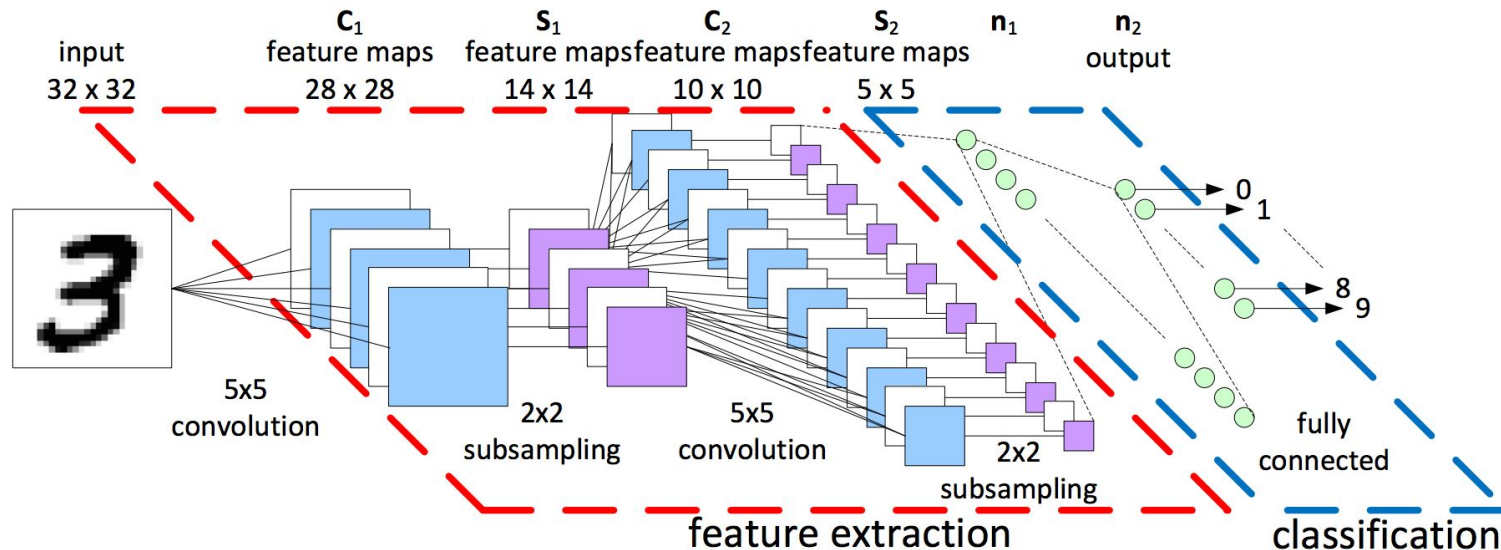 C1
S1
C2
S2
n1
n2
input
feature maps
feature maps
feature maps
feature maps
output
32 x 32
28 x 28
14 x 14
10 x 10
5 x 5
0
1
8
9
3
5x5
convolution
2x2
subsampling
5x5
convolution
2x2
subsampling
fully
connected
feature extraction
classification